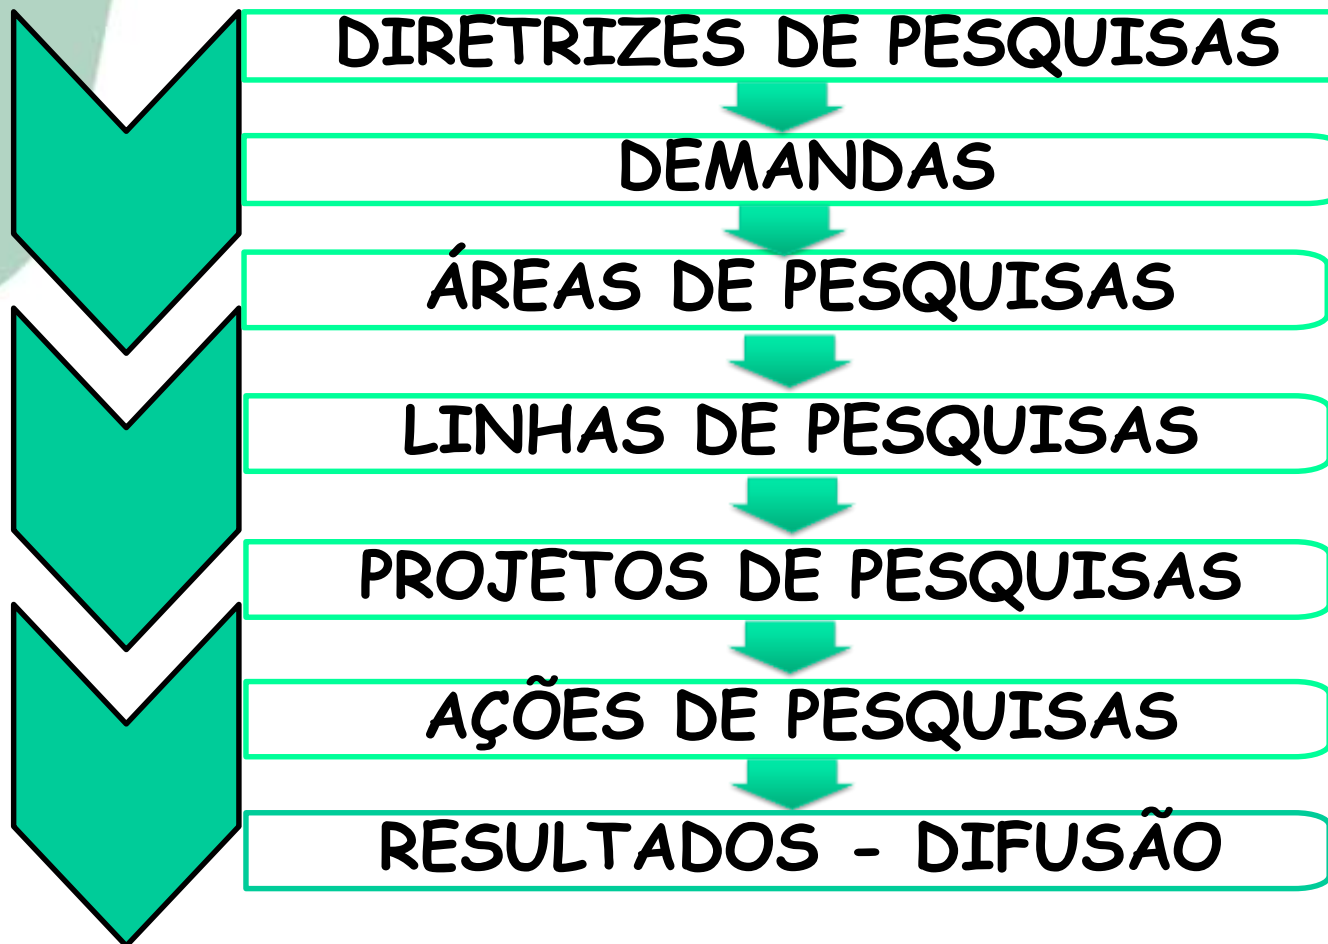 DIRETRIZES DE PESQUISAS
DEMANDAS
ÁREAS DE PESQUISAS
LINHAS DE PESQUISAS
PROJETOS DE PESQUISAS
AÇÕES DE PESQUISAS
RESULTADOS - DIFUSÃO